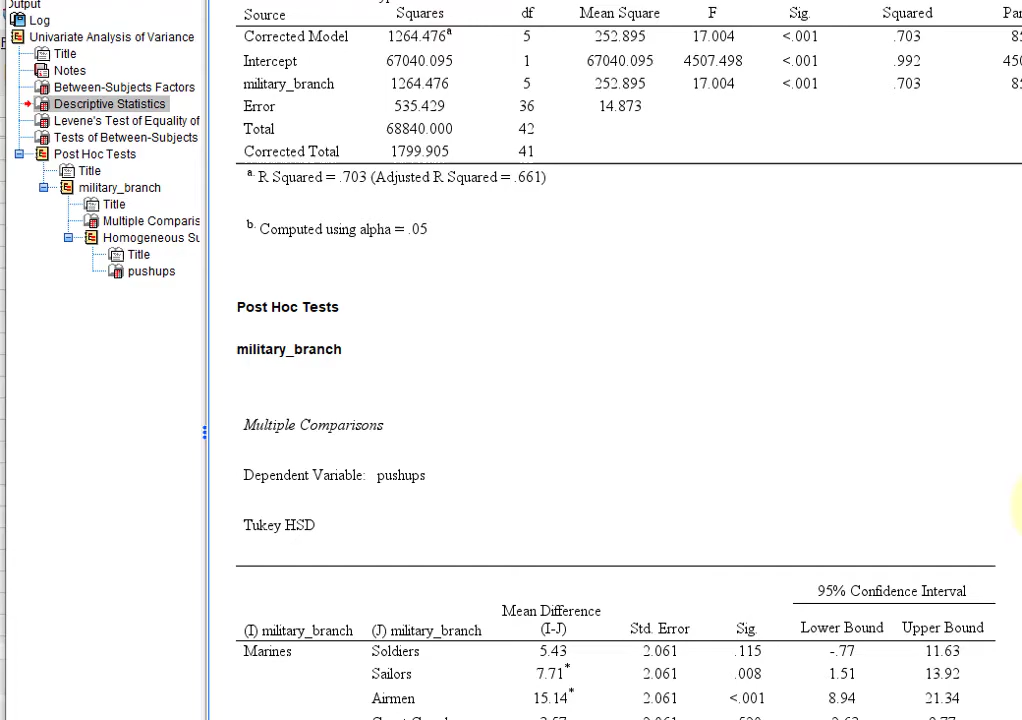 Output
Log
Univariate Analysis of Variance
Title
Notes
Between-Subjects Factors
Descriptive Statistics
Levene's Test of Equality of
Tests of Between-Subjects
Post Hoc Tests
Title
military_branch
Title
Multiple Comparis
Homogeneous Su
Title
pushups
Source Squares df Mean Square F Sig. Squared Par
Corrected Model 1264.476a 5 252.895 17.004 <.001 .703 8
Intercept 67040.095 1 67040.095 4507.498 <.001 .992 450
military_branch 1264.476 5 252.895 17.004 <.001 .703 8
Error 535.429 36 14.873
Total 68840.000 42
Corrected Total 1799.905 41
a. R Squared = .703 (Adjusted R Squared = .661)
b. Computed using alpha = .05
Post Hoc Tests
military_branch
Multiple Comparisons
Dependent Variable: pushups
Tukey HSD
95% Confidence Interval
Mean Difference
(I) military_branch (J) military_branch (I-J) Std. Error Sig. Lower Bound Upper Bound
Marines Soldiers 5.43 2.061 .115 -.77 11.63
Sailors 7.71* 2.061 .008 1.51 13.92
Airmen 15.14* 2.061 <.001 8.94 21.34